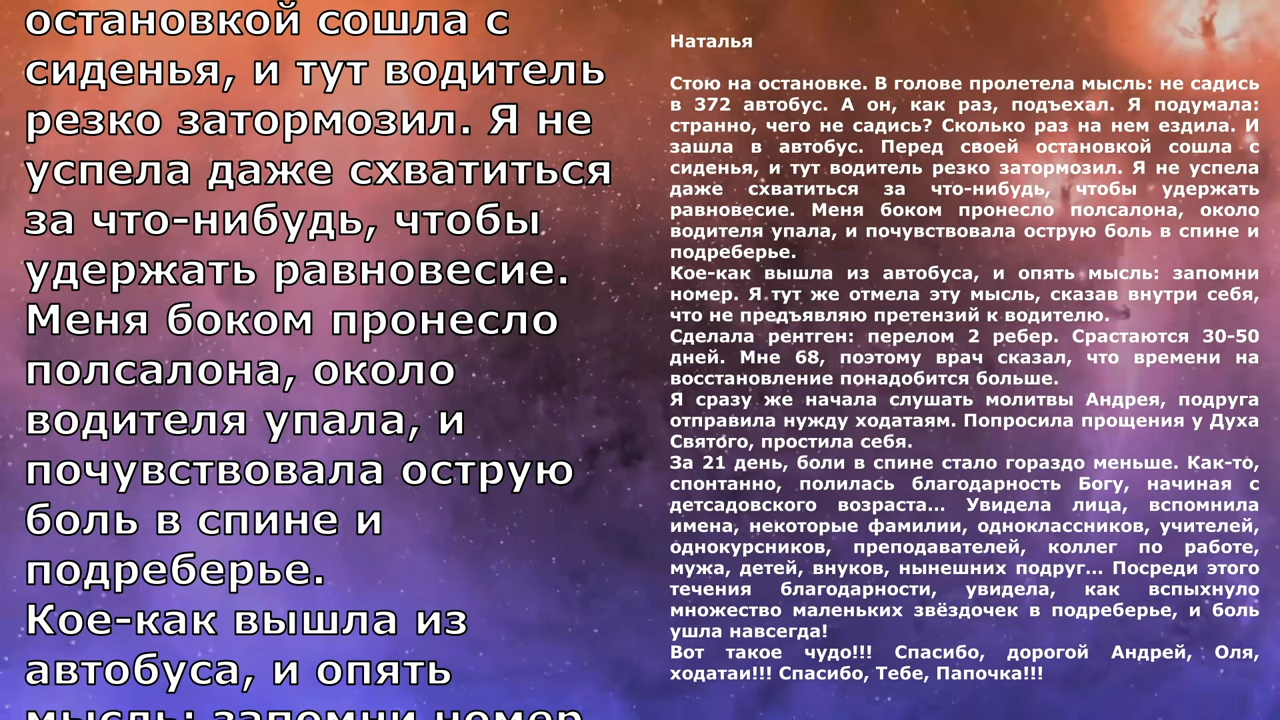 остановкой сошла с
сиденья, и тут водитель
резко затормозил. Я не
успела даже схватиться
за что-нибудь, чтобы
удержать равновесие.
Меня боком пронесло
полсалона, около
водителя упала, и
почувствовала острую
боль в спине и
подреберье.
Кое-как вышла из
автобуса, и опять
мысль: запомни номер
Наталья
Стою на остановке. В голове пролетела мысль: не садись
в 372 автобус. А он, как раз, подъехал. Я подумала:
странно, чего не садись? Сколько раз на нем ездила. И
зашла в автобус. Перед своей остановкой сошла с
сиденья, и тут водитель резко затормозил. Я не успела
даже схватиться за что-нибудь, чтобы удержать
равновесие. Меня боком пронесло полсалона, около
водителя упала, и почувствовала острую боль в спине и
подреберье.
Кое-как вышла из автобуса, и опять мысль: запомни
номер. Я тут же отмела эту мысль, сказав внутри себя,
что не предъявляю претензий к водителю.
Сделала рентген: перелом 2 ребер. Срастаются 30-50
дней. Мне 68, поэтому врач сказал, что времени на
восстановление понадобится больше.
Я сразу же начала слушать молитвы Андрея, подруга
отправила нужду ходатаям. Попросила прощения у Духа
Святого, простила себя.
За 21 день, боли в спине стало гораздо меньше. Как-то,
спонтанно, полилась благодарность Богу, начиная с
детсадовского возраста... Увидела лица, вспомнила
имена, некоторые фамилии, одноклассников, учителей,
однокурсников, преподавателей, коллег по работе,
мужа, детей, внуков, нынешних подруг... Посреди этого
течения благодарности, увидела, как вспыхнуло
множество маленьких звёздочек в подреберье, и боль
ушла навсегда!
Вот такое чудо!!! Спасибо, дорогой Андрей, Оля,
ходатаи!!! Спасибо, Тебе, Папочка!!!